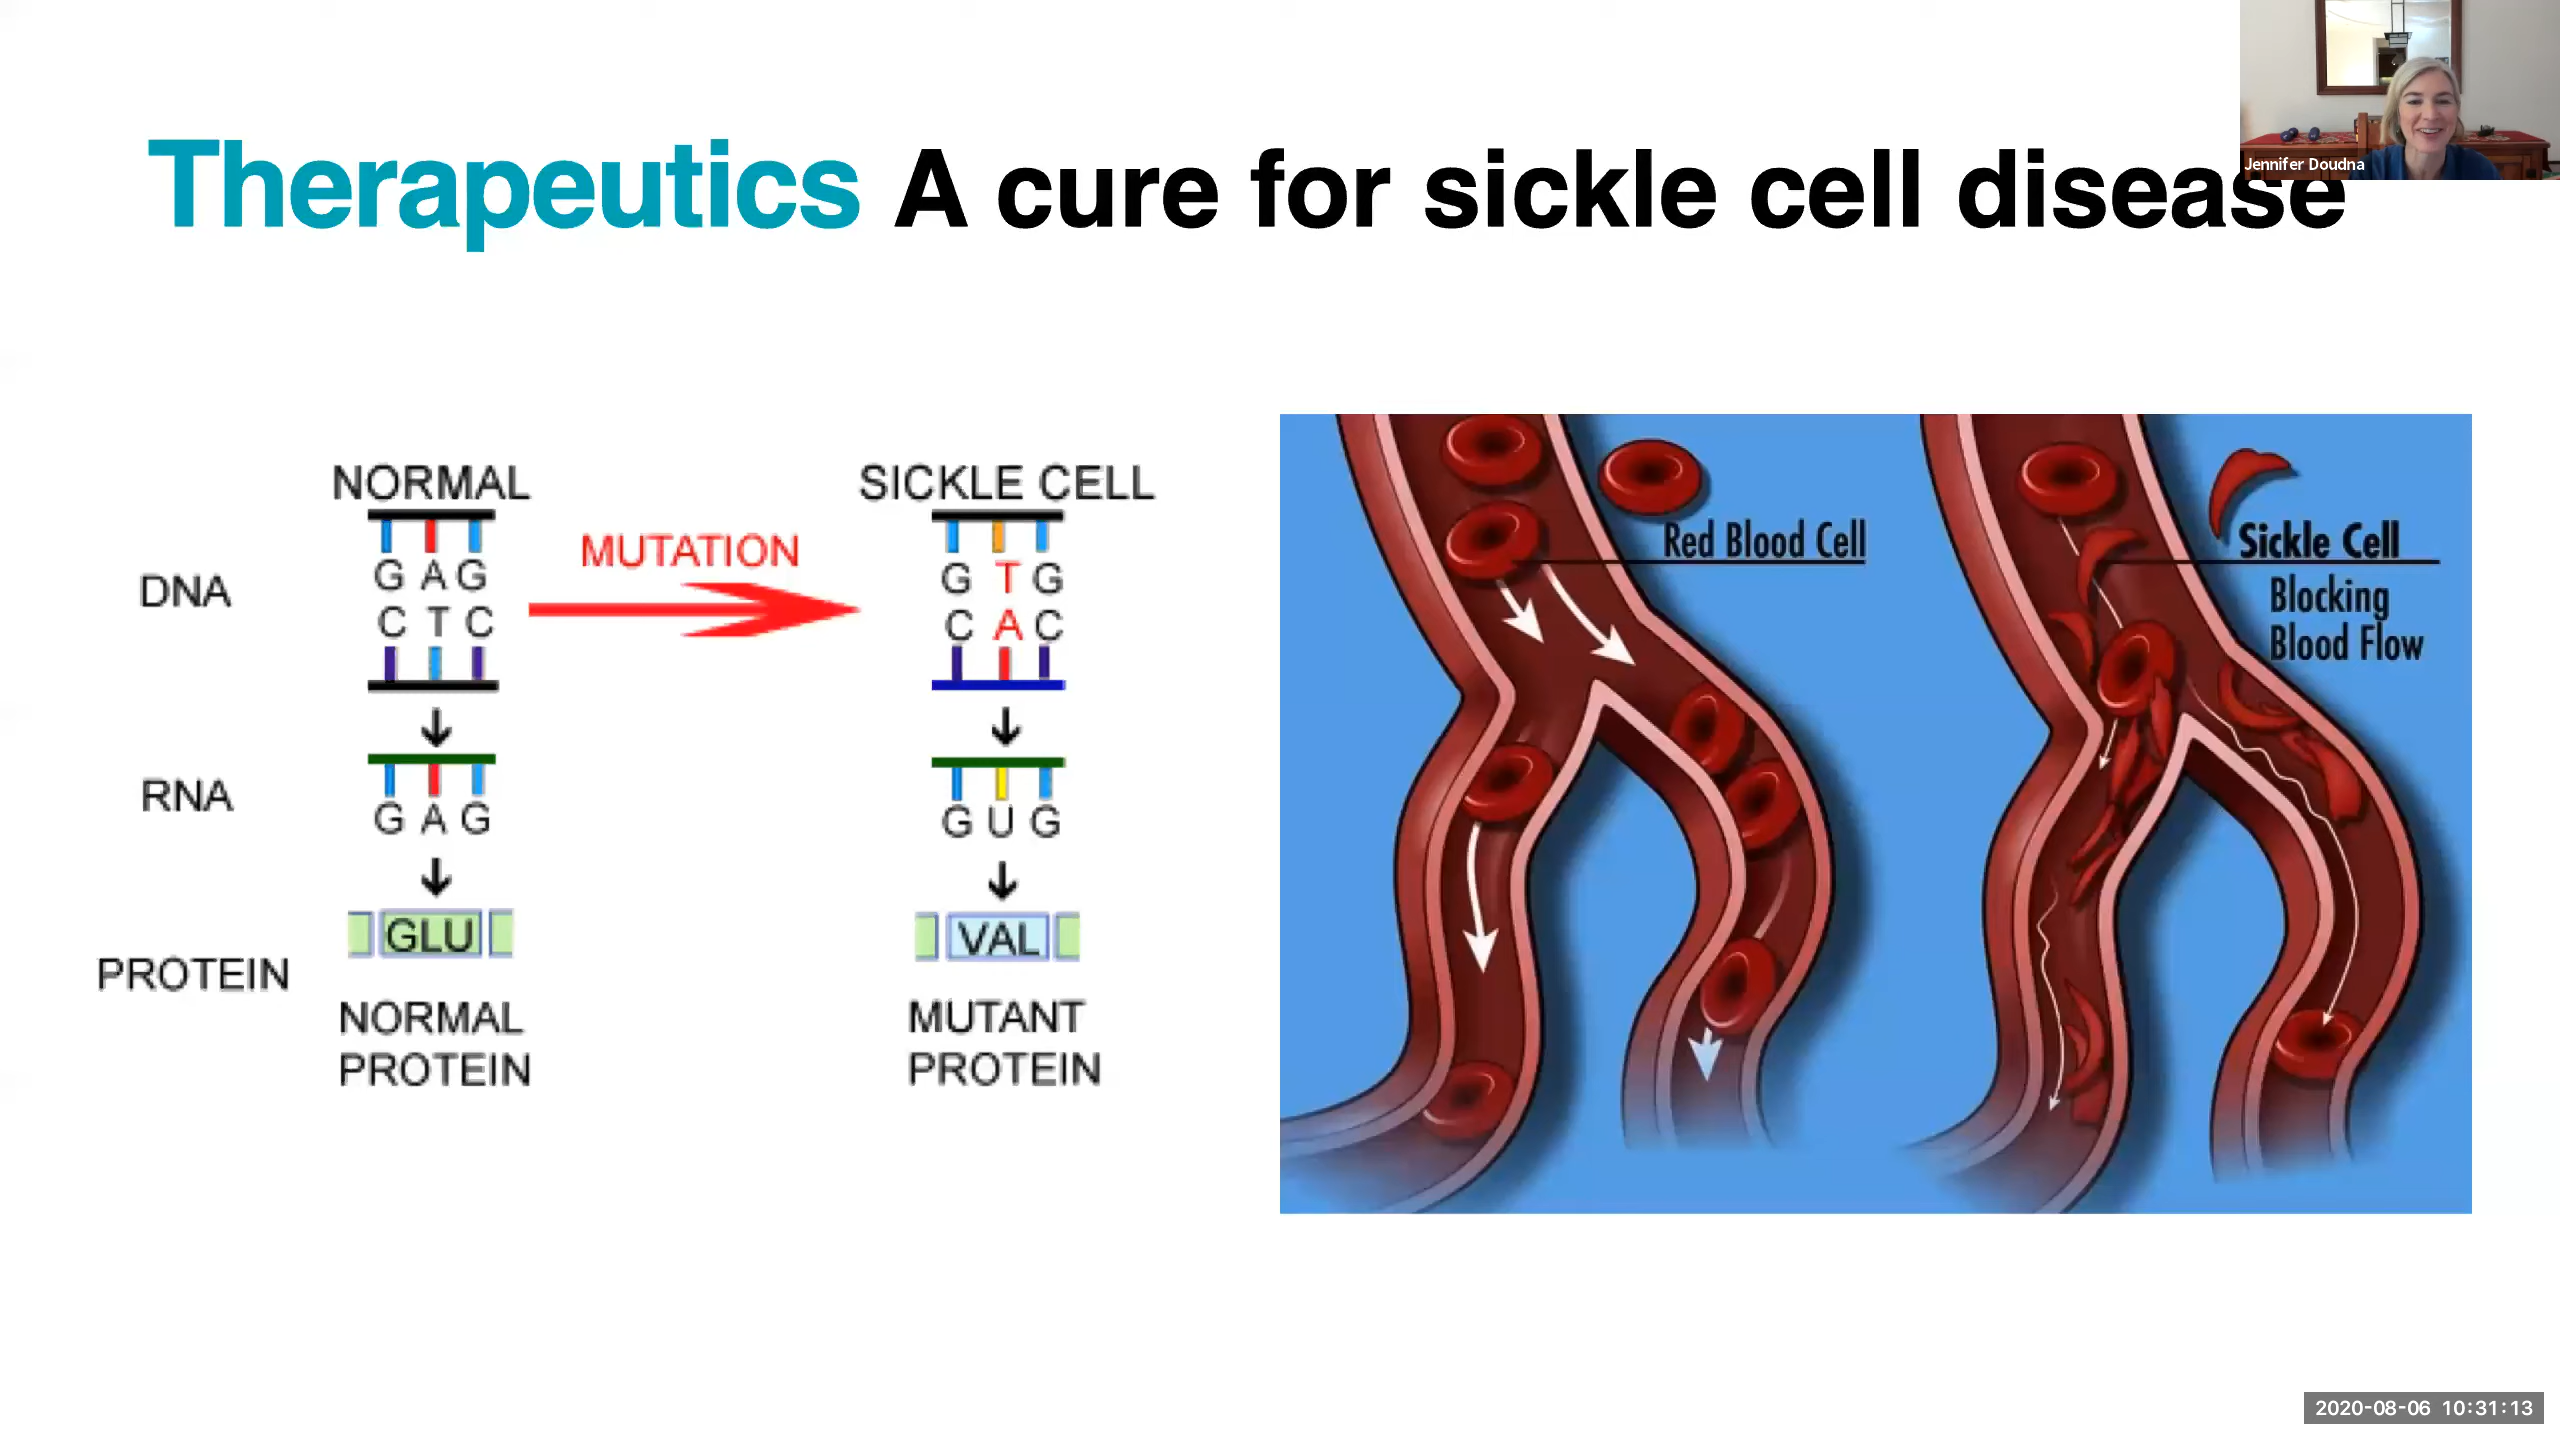 Jennifer Doudna
Therapeutics A cure for sickle cell disease
NORMAL
SICKLE CELL
MUTATION
DNA
G A G
C T C
G T G
C A C
RNA
G A G
G U G
PROTEIN
GLU
VAL
NORMAL
PROTEIN
MUTANT
PROTEIN
Red Blood Cell
Sickle Cell
Blocking
Blood Flow
2020-08-06 10:31:13